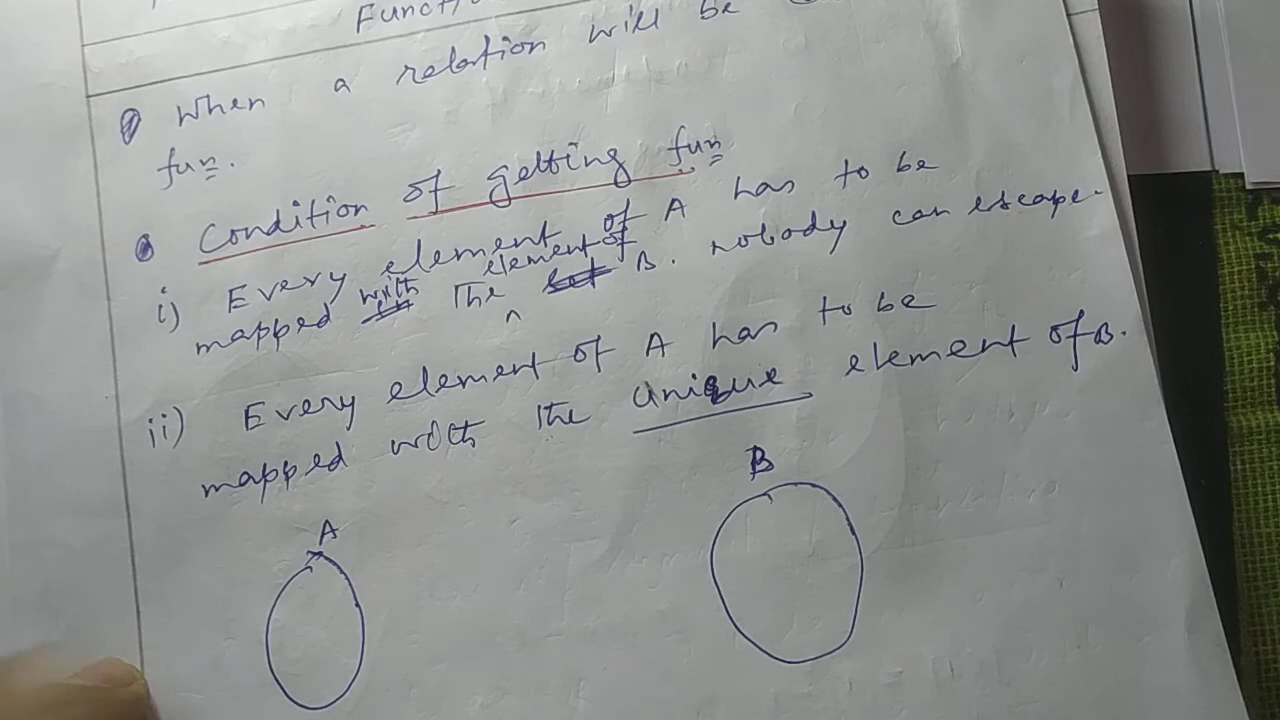 Functi
When a relation will be
fun.
Condition of getting fun
i) Every element of A has to be
mapped with the element of B. nobody can escape.
ii) Every element of A has to be
mapped with the unique element of B.
A B